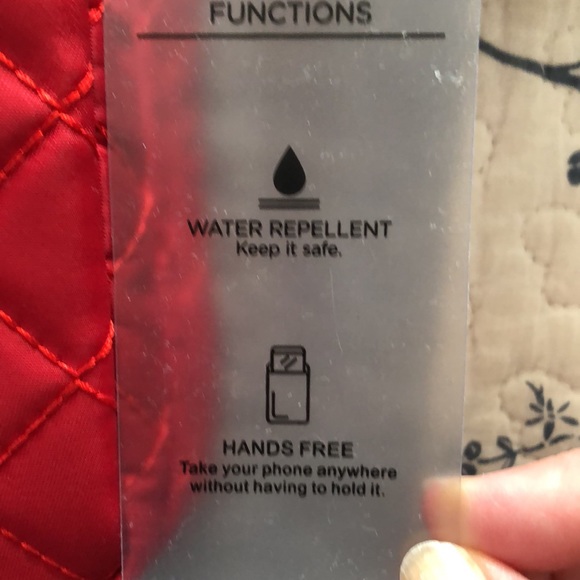 FUNCTIONS
WATER REPELLENT
Keep it safe.
HANDS FREE
Take your phone anywhere
without having to hold it.